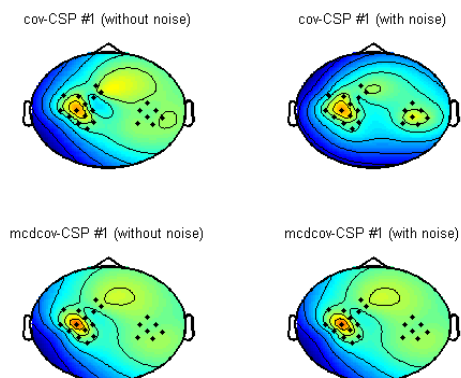 cov-CSP #1 (without noise)
cov-CSP #1 (with noise)
mcdcov-CSP #1 (without noise)
mcdcov-CSP #1 (with noise)